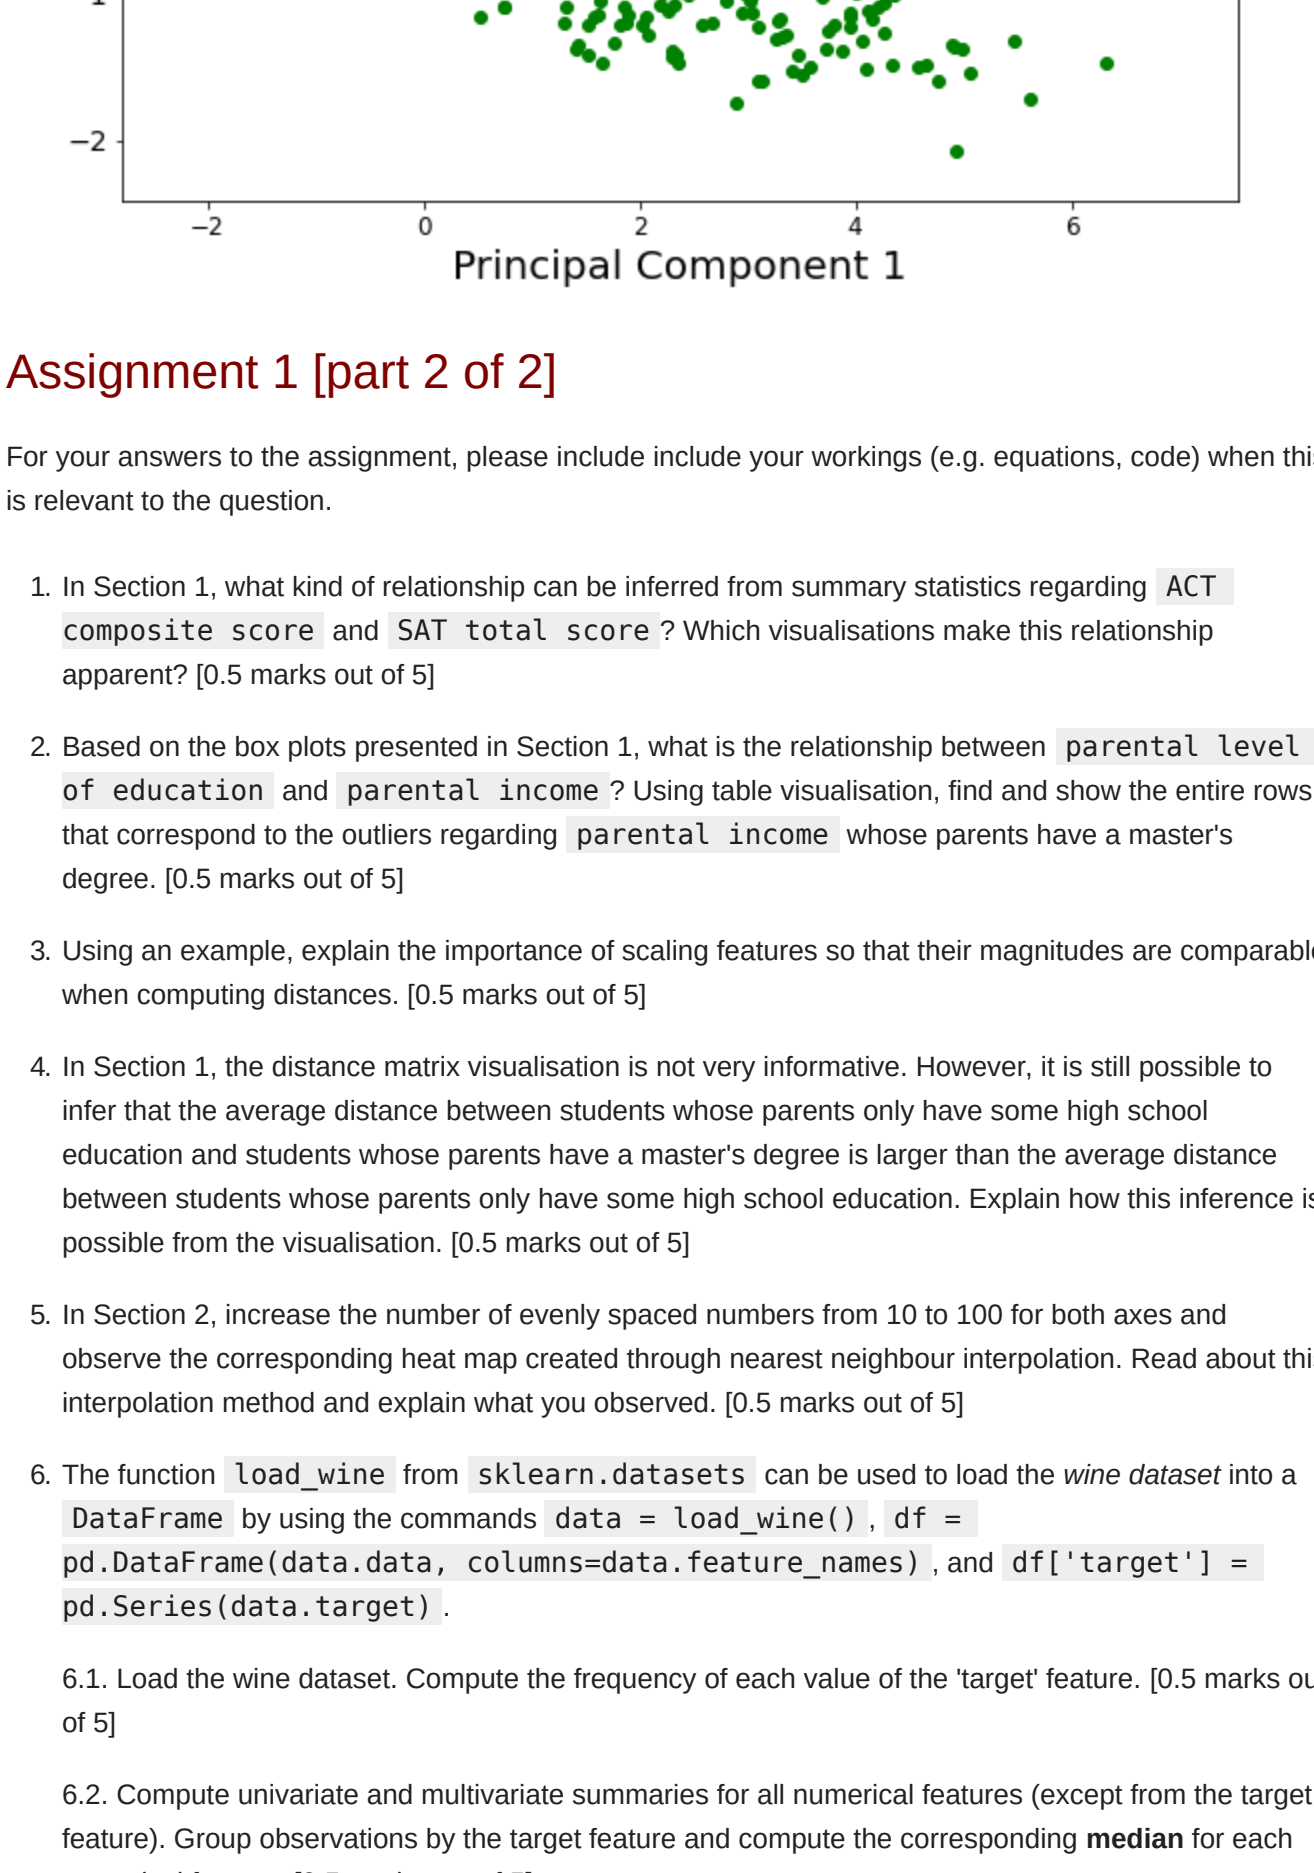 −2
−2 0 2 4 6
Principal Component 1
Assignment 1 [part 2 of 2]
For your answers to the assignment, please include include your workings (e.g. equations, code) when this
is relevant to the question.
1. In Section 1, what kind of relationship can be inferred from summary statistics regarding ACT
composite score and SAT total score ? Which visualisations make this relationship
apparent? [0.5 marks out of 5]
2. Based on the box plots presented in Section 1, what is the relationship between parental level
of education and parental income ? Using table visualisation, find and show the entire rows
that correspond to the outliers regarding parental income whose parents have a master's
degree. [0.5 marks out of 5]
3. Using an example, explain the importance of scaling features so that their magnitudes are comparable
when computing distances. [0.5 marks out of 5]
4. In Section 1, the distance matrix visualisation is not very informative. However, it is still possible to
infer that the average distance between students whose parents only have some high school
education and students whose parents have a master's degree is larger than the average distance
between students whose parents only have some high school education. Explain how this inference is
possible from the visualisation. [0.5 marks out of 5]
5. In Section 2, increase the number of evenly spaced numbers from 10 to 100 for both axes and
observe the corresponding heat map created through nearest neighbour interpolation. Read about this
interpolation method and explain what you observed. [0.5 marks out of 5]
6. The function load_wine from sklearn.datasets can be used to load the wine dataset into a
DataFrame by using the commands data = load_wine() , df =
pd.DataFrame(data.data, columns=data.feature_names) , and df['target'] =
pd.Series(data.target) .
6.1. Load the wine dataset. Compute the frequency of each value of the 'target' feature. [0.5 marks ou
of 5]
6.2. Compute univariate and multivariate summaries for all numerical features (except from the target
feature). Group observations by the target feature and compute the corresponding median for each